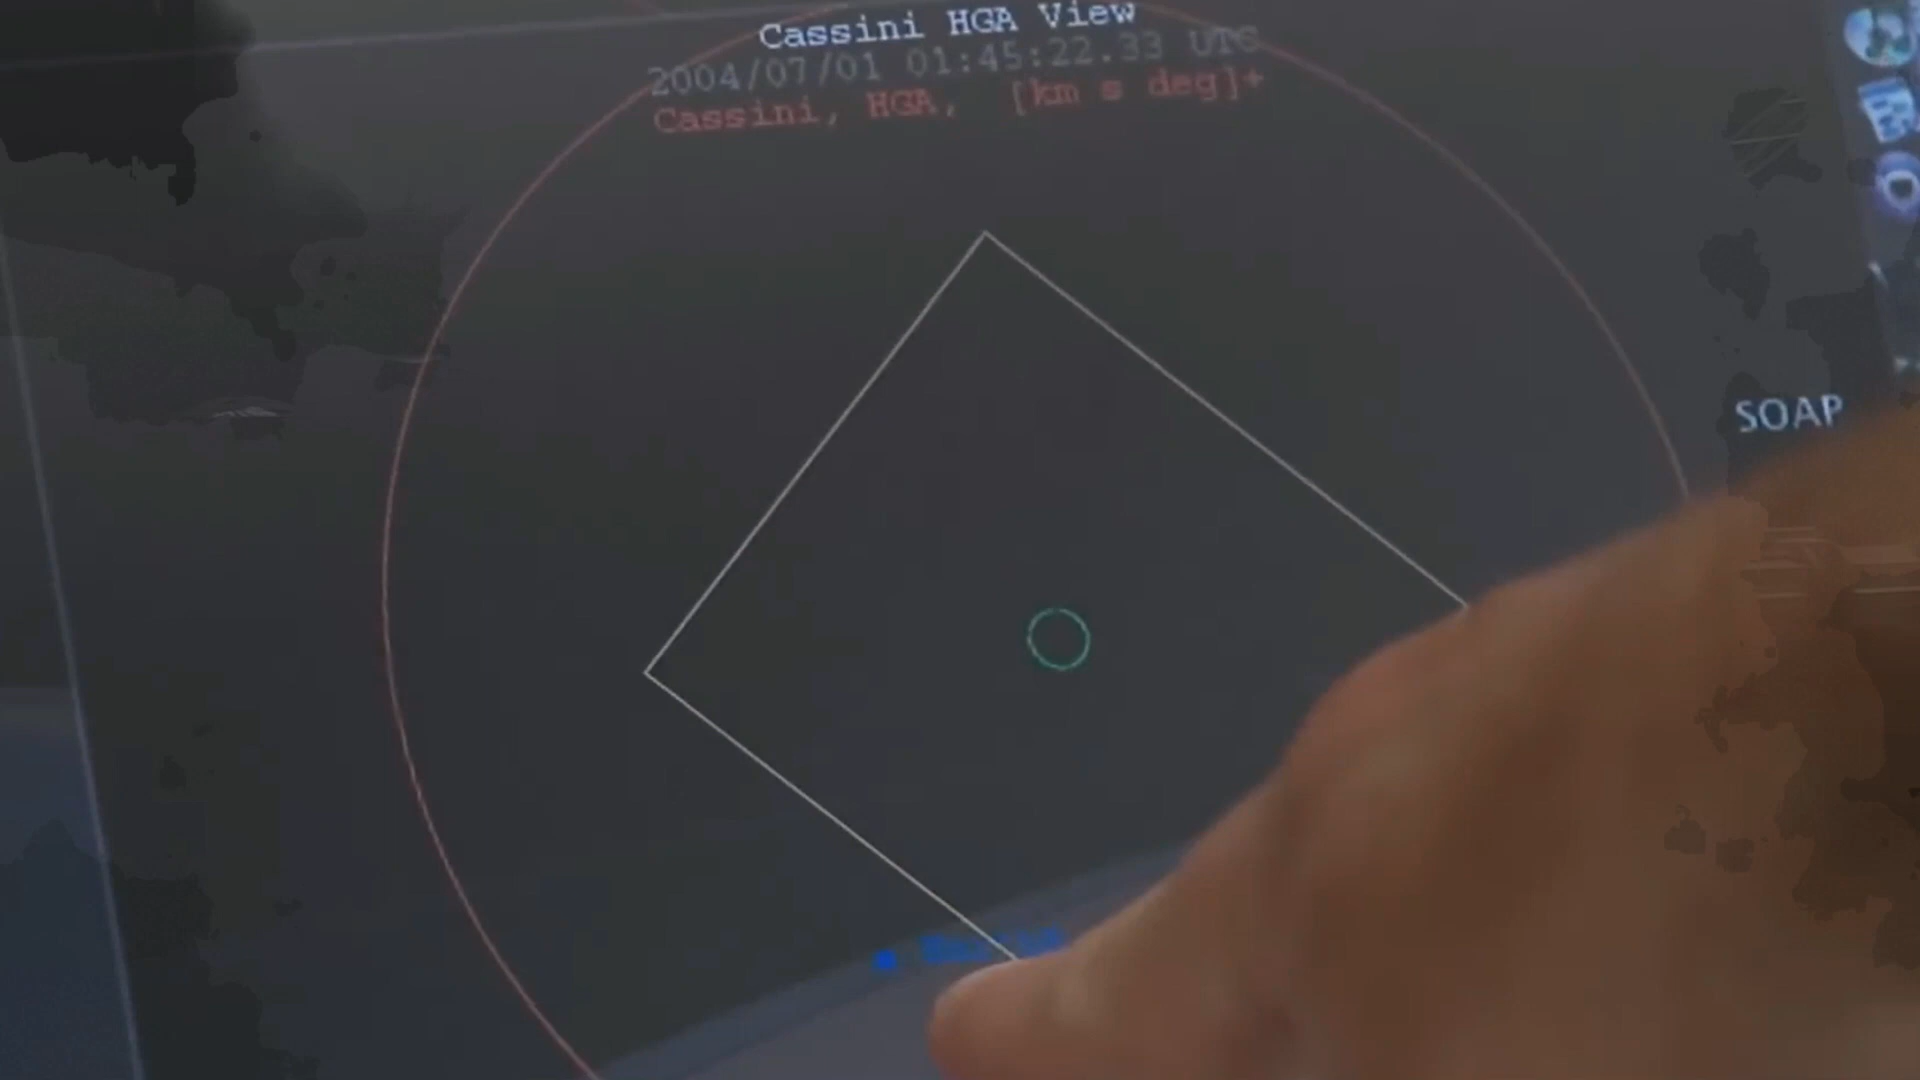 Cassini HGA View
2004/07/01 01:45:22.33 UTC
Cassini, HGA, [km s deg]+
SOAP